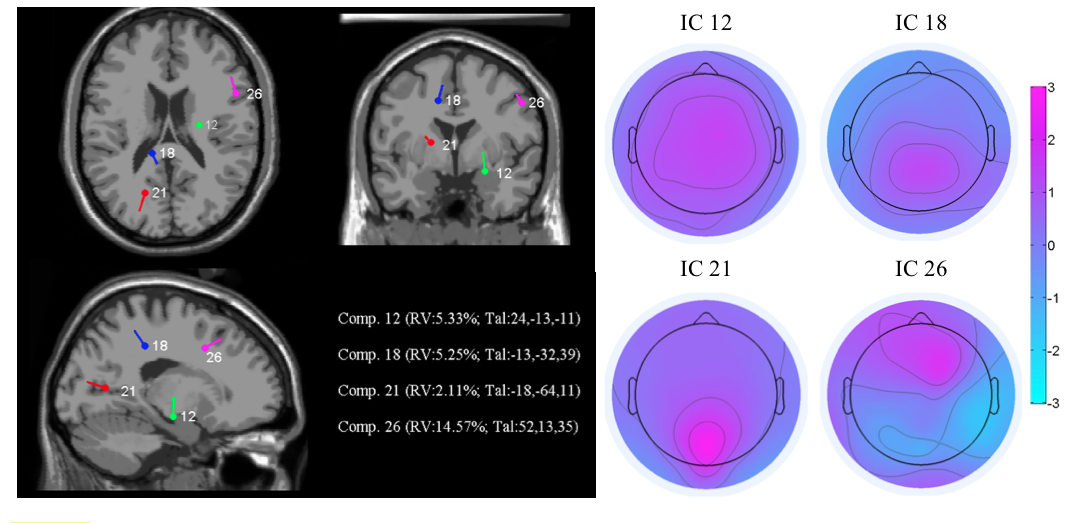 26
12
18
21
18
26
21
12
18
26
21
12
Comp. 12 (RV:5.33%; Tal:24,-13,-11)
Comp. 18 (RV:5.25%; Tal:-13,-32,39)
Comp. 21 (RV:2.11%; Tal:-18,-64,11)
Comp. 26 (RV:14.57%; Tal:52,13,35)
IC 12
IC 18
IC 21
IC 26
3
2
1
0
-1
-2
-3